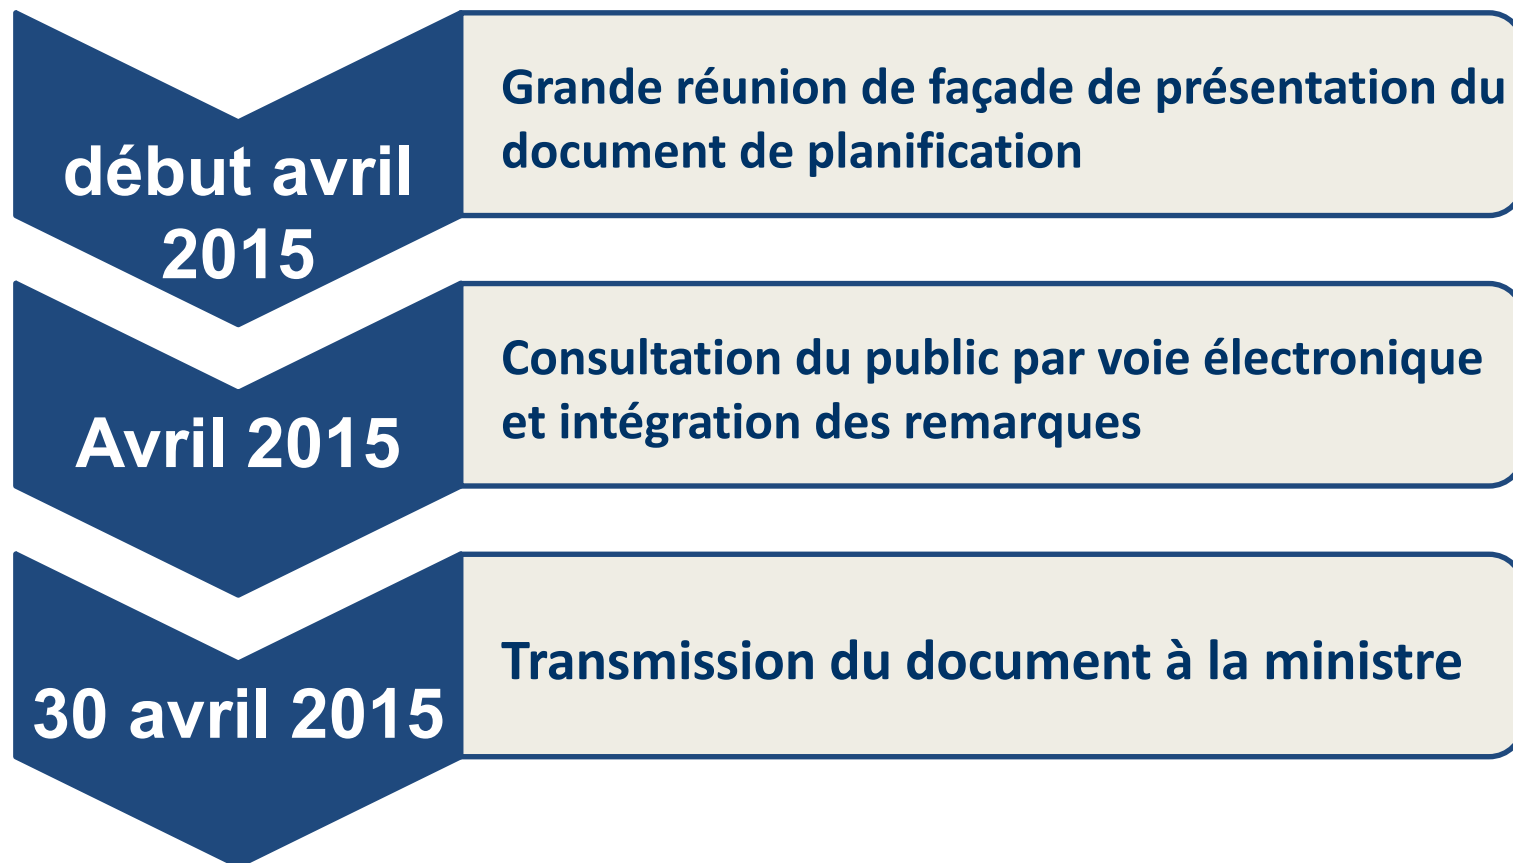 début avril
2015
Grande réunion de façade de présentation du
document de planification
Avril 2015
Consultation du public par voie électronique
et intégration des remarques
30 avril 2015
Transmission du document à la ministre